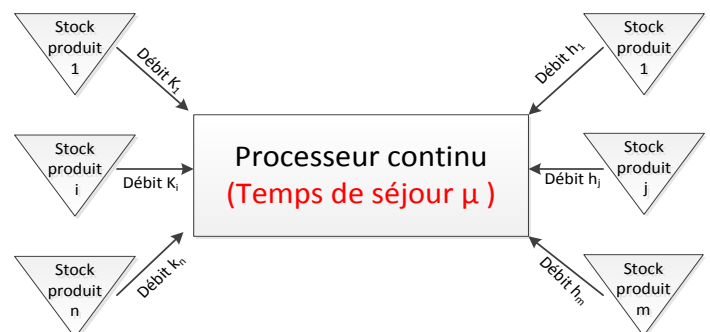 Stock
produit
1
Débit K₁
Stock
produit
i
Débit Kᵢ
Stock
produit
n
Débit kₙ
Processeur continu
(Temps de séjour µ )
Stock
produit
1
Débit h₁
Stock
produit
j
Débit hⱼ
Stock
produit
m
Débit hₘ